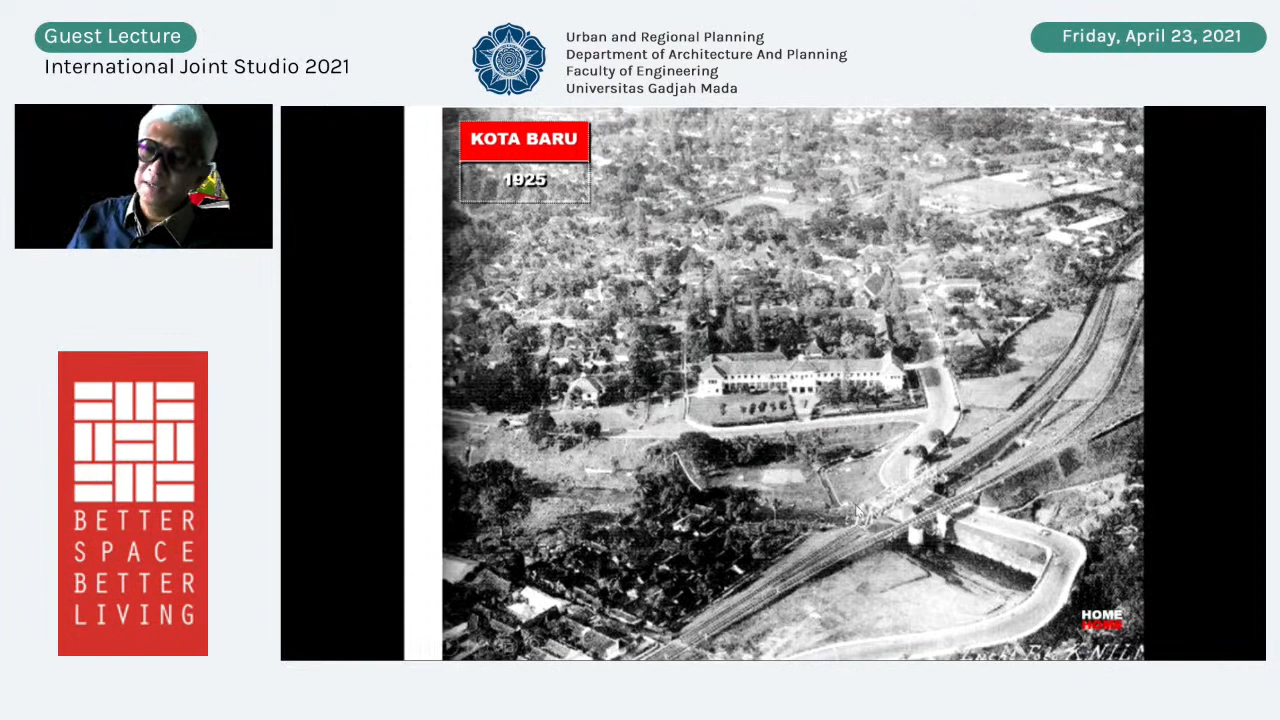 Guest Lecture
International Joint Studio 2021
Urban and Regional Planning
Department of Architecture And Planning
Faculty of Engineering
Universitas Gadjah Mada
Friday, April 23, 2021
KOTA BARU
1925
BETTER
SPACE
BETTER
LIVING
HOME